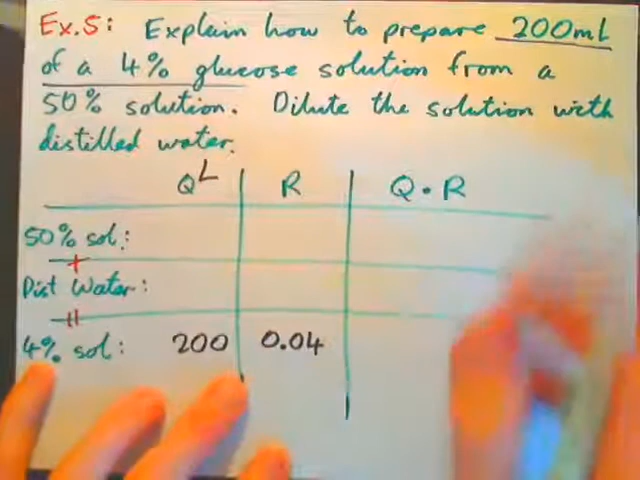 Ex.5: Explain how to prepare 200mL
of a 4% glucose solution from a
50% solution. Dilute the solution with
distilled water.
Q L R Q • R
50% sol:
+
Dist Water:
=
4% sol: 200 0.04